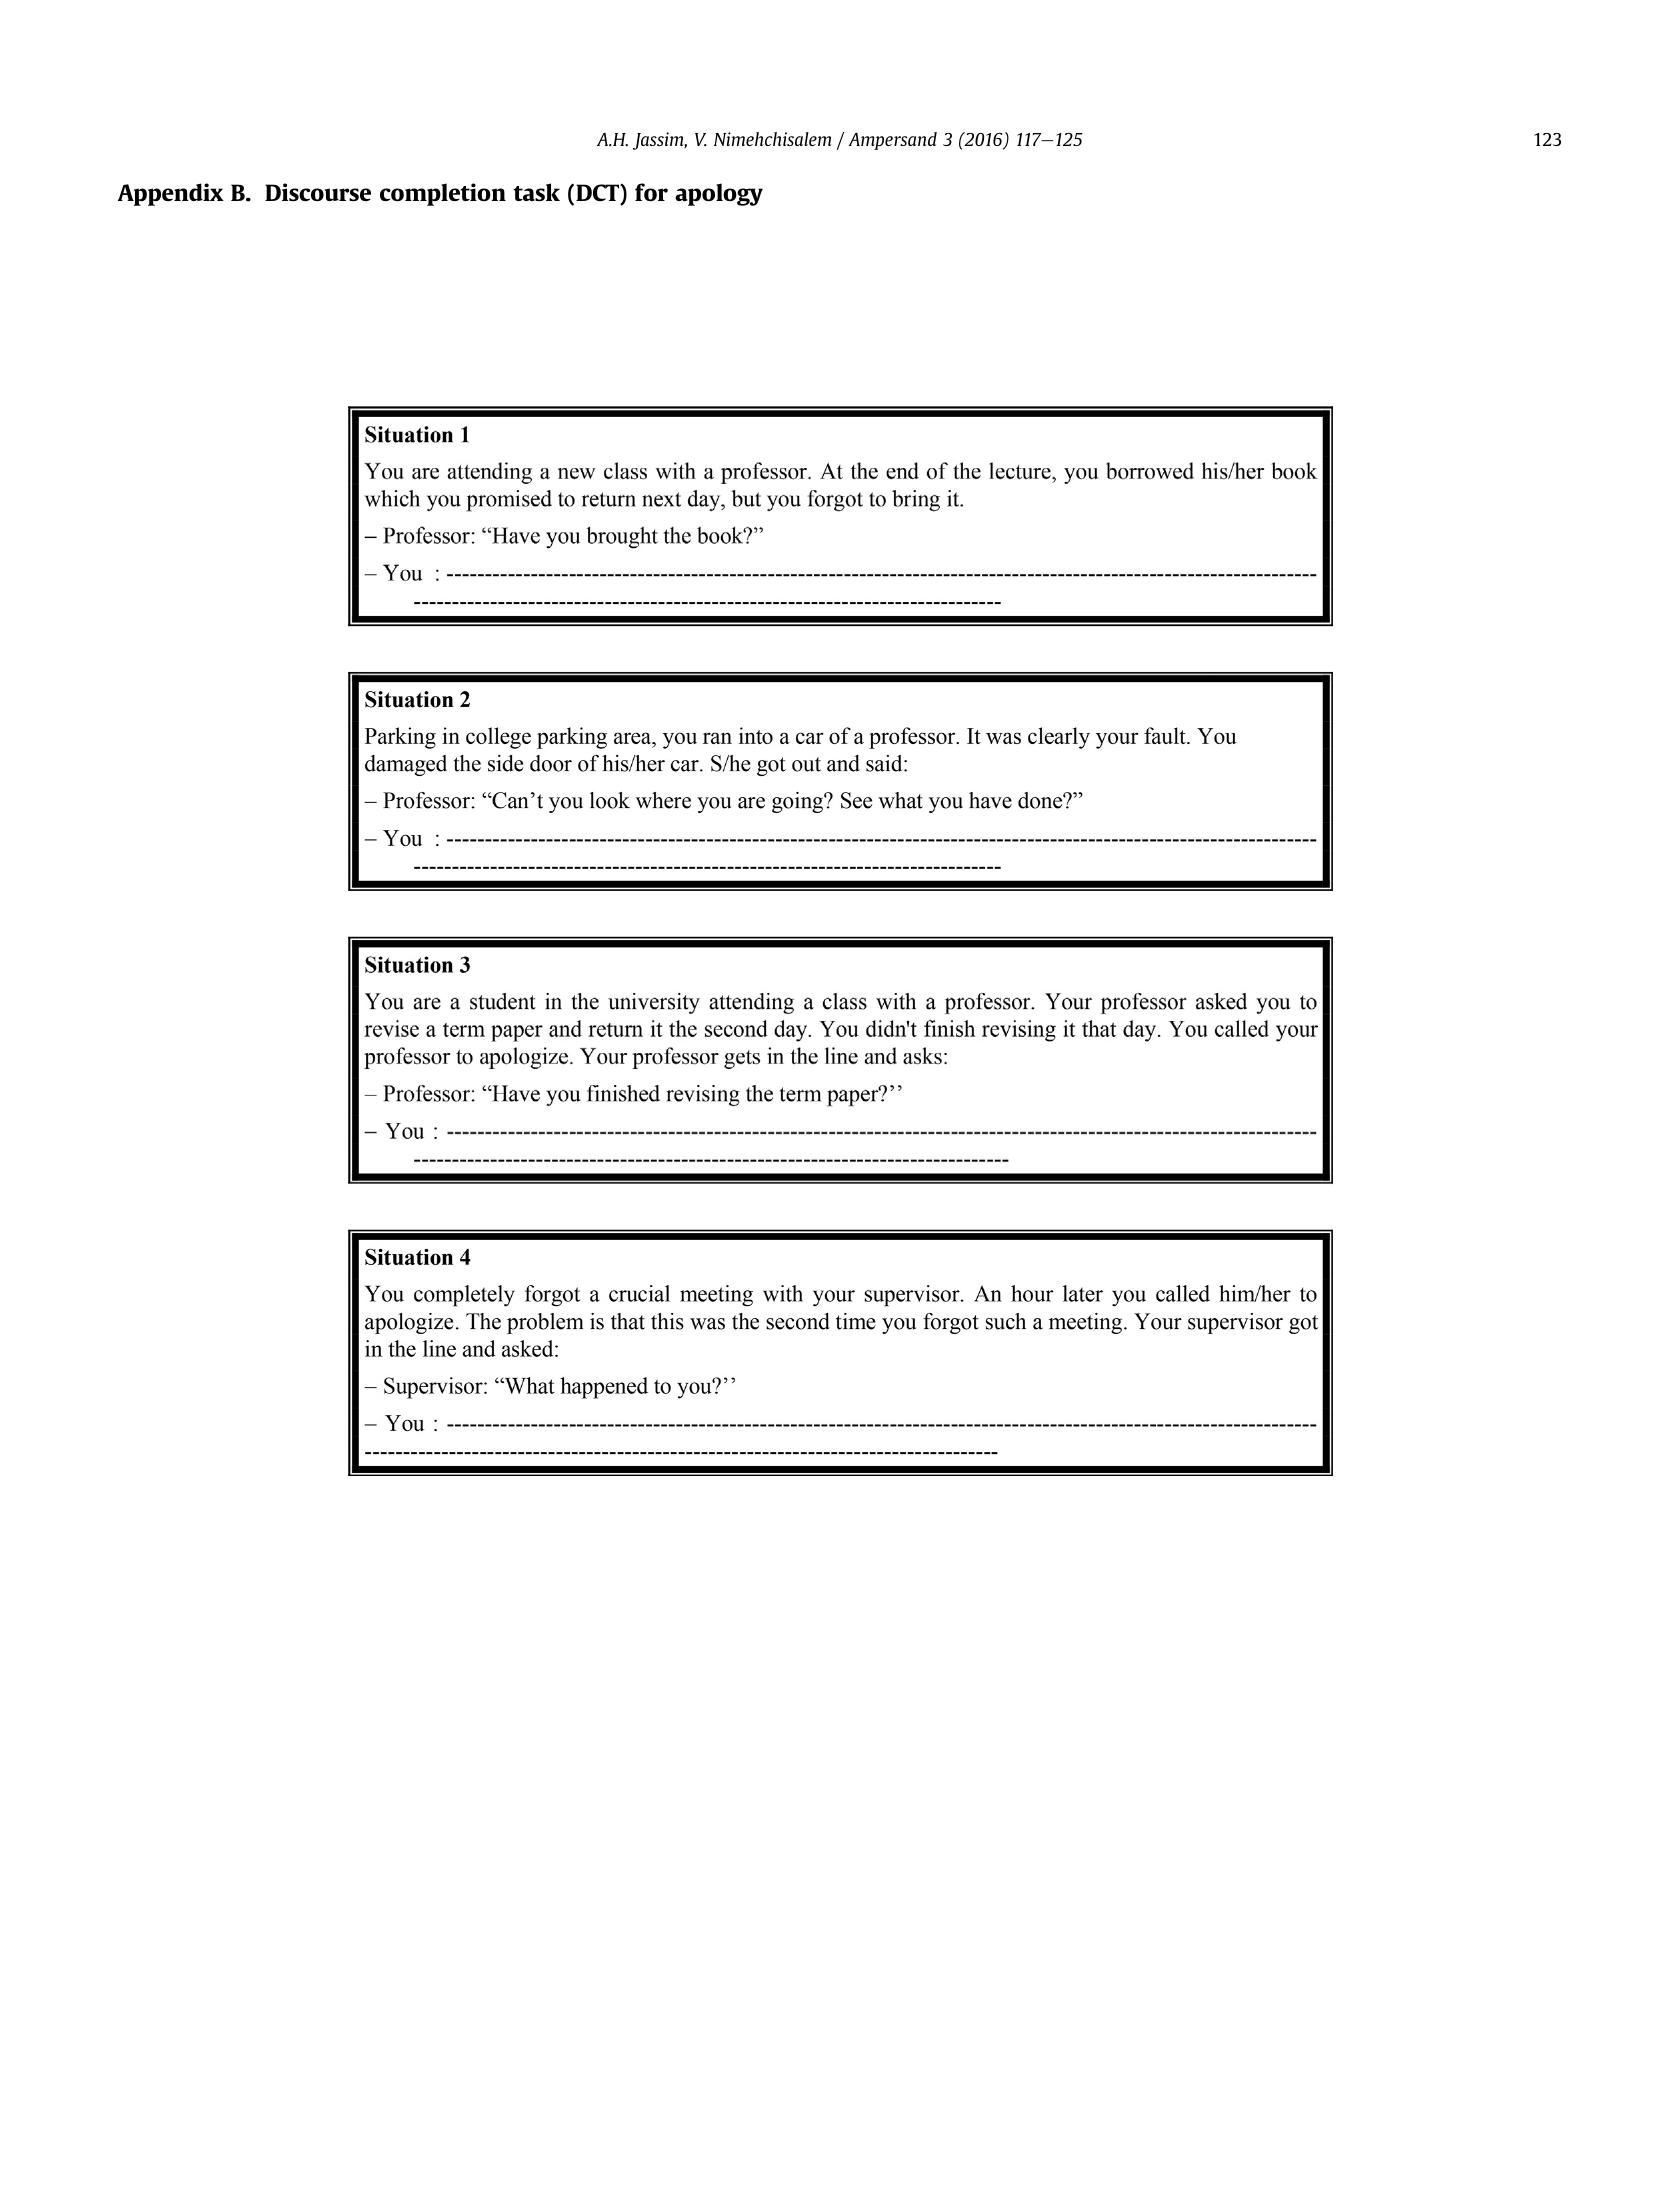 A.H. Jassim, V. Nimehchisalem / Ampersand 3 (2016) 117–125
123
Appendix B. Discourse completion task (DCT) for apology
Situation 1
You are attending a new class with a professor. At the end of the lecture, you borrowed his/her book
which you promised to return next day, but you forgot to bring it.
– Professor: “Have you brought the book?”
– You : ------------------------------------------------------------------------------------------------------------------
-----------------------------------------------------------------------------
Situation 2
Parking in college parking area, you ran into a car of a professor. It was clearly your fault. You
damaged the side door of his/her car. S/he got out and said:
– Professor: “Can’t you look where you are going? See what you have done?”
– You : ------------------------------------------------------------------------------------------------------------------
-----------------------------------------------------------------------------
Situation 3
You are a student in the university attending a class with a professor. Your professor asked you to
revise a term paper and return it the second day. You didn't finish revising it that day. You called your
professor to apologize. Your professor gets in the line and asks:
– Professor: “Have you finished revising the term paper?’’
– You : ------------------------------------------------------------------------------------------------------------------
------------------------------------------------------------------------------
Situation 4
You completely forgot a crucial meeting with your supervisor. An hour later you called him/her to
apologize. The problem is that this was the second time you forgot such a meeting. Your supervisor got
in the line and asked:
– Supervisor: “What happened to you?’’
– You : ------------------------------------------------------------------------------------------------------------------
-----------------------------------------------------------------------------------